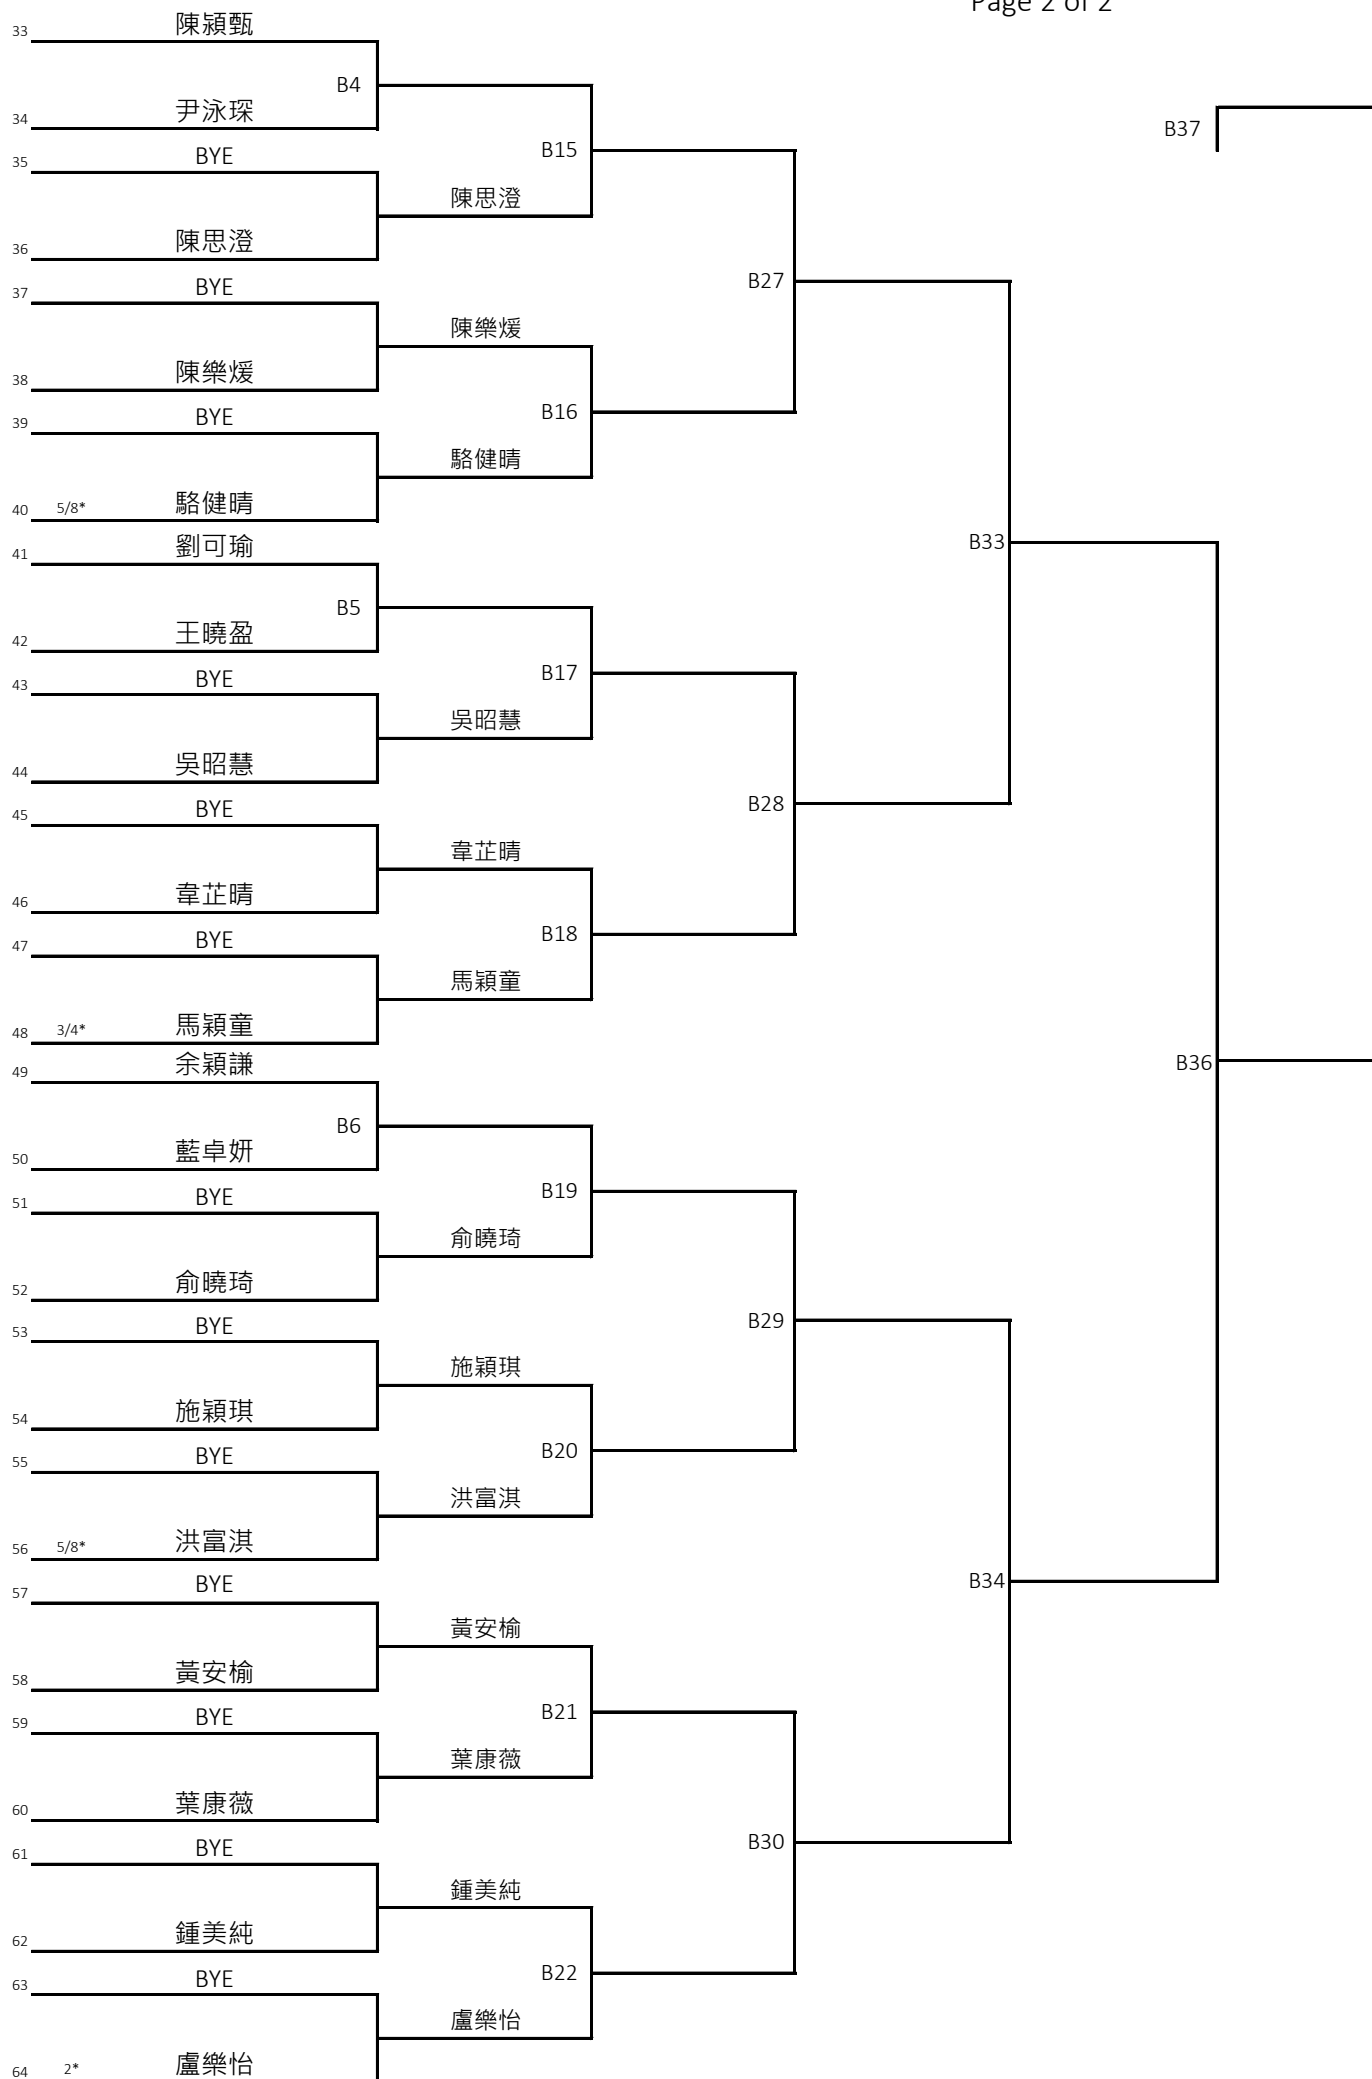 Page 2 of 2
33 陳潁甄
B4
34 尹泳琛
B37
B15
35 BYE
陳思澄
36 陳思澄
B27
37 BYE
陳樂煖
38 陳樂煖
B16
39 BYE
駱健晴
40 5/8* 駱健晴
B33
41 劉可瑜
B5
42 王曉盈
B17
43 BYE
吳昭慧
44 吳昭慧
B28
45 BYE
韋芷晴
46 韋芷晴
B18
47 BYE
馬穎童
48 3/4* 馬穎童
B36
49 余穎謙
B6
50 藍卓妍
B19
51 BYE
俞曉琦
52 俞曉琦
B29
53 BYE
施穎琪
54 施穎琪
B20
55 BYE
洪富淇
56 5/8* 洪富淇
B34
57 BYE
黃安榆
58 黃安榆
B21
59 BYE
葉康薇
60 葉康薇
B30
61 BYE
鍾美純
62 鍾美純
B22
63 BYE
盧樂怡
64 2* 盧樂怡